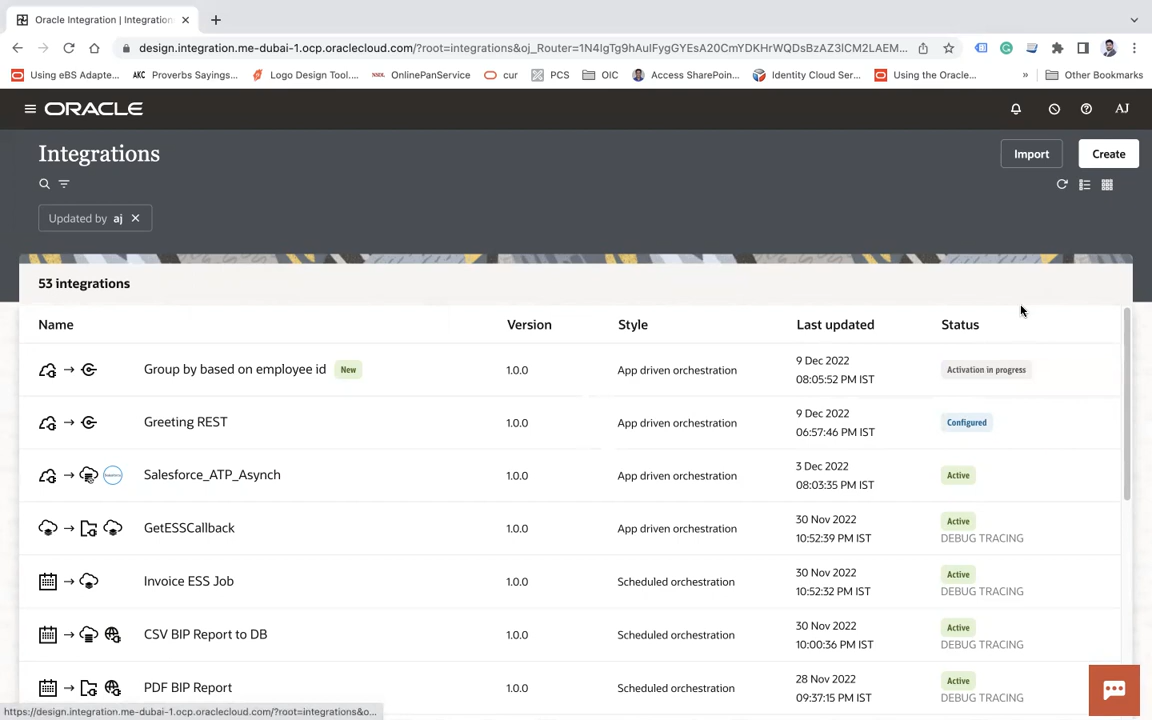 Oracle Integration | Integration
design.integration.me-dubai-1.ocp.oraclecloud.com/?root=integrations&oj_Router=1N4IgTg9hAuIFygGYEsA20CmYDKHrWQDsBzAZ3ICM2LAEM...
Using eBS Adapte...
AKC Proverbs Sayings...
Logo Design Tool....
NSDL OnlinePanService
cur
PCS
OIC
Access SharePoin...
Identity Cloud Ser...
Using the Oracle...
»
Other Bookmarks
ORACLE
AJ
Integrations
Import
Create
Updated by aj
53 integrations
Name Version Style Last updated Status
Group by based on employee id New 1.0.0 App driven orchestration 9 Dec 2022 Activation in progress
08:05:52 PM IST
Greeting REST 1.0.0 App driven orchestration 9 Dec 2022 Configured
06:57:46 PM IST
Salesforce_ATP_Asynch 1.0.0 App driven orchestration 3 Dec 2022 Active
08:03:35 PM IST
GetESSCallback 1.0.0 App driven orchestration 30 Nov 2022 Active
10:52:39 PM IST DEBUG TRACING
Invoice ESS Job 1.0.0 Scheduled orchestration 30 Nov 2022 Active
10:52:32 PM IST DEBUG TRACING
CSV BIP Report to DB 1.0.0 Scheduled orchestration 30 Nov 2022 Active
10:00:36 PM IST DEBUG TRACING
PDF BIP Report 1.0.0 Scheduled orchestration 28 Nov 2022 Active
09:37:15 PM IST DEBUG TRACING
https://design.integration.me-dubai-1.ocp.oraclecloud.com/?root=integrations&o...